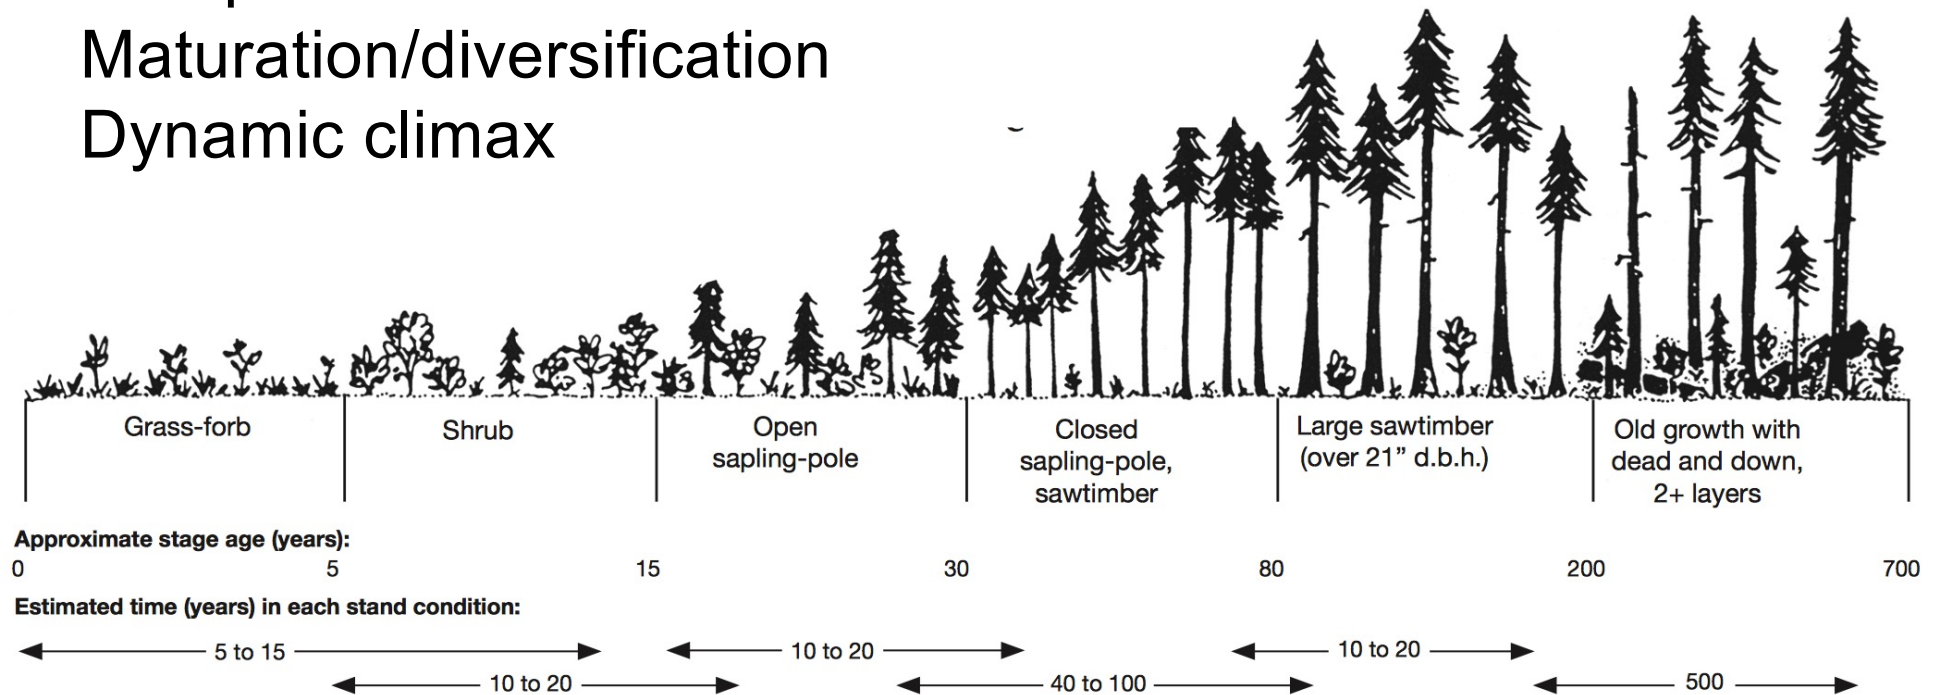 Maturation/diversification
Dynamic climax
Grass-forb
Shrub
Open
sapling-pole
Closed
sapling-pole,
sawtimber
Large sawtimber
(over 21” d.b.h.)
Old growth with
dead and down,
2+ layers
Approximate stage age (years):
0 5 15 30 80 200 700
Estimated time (years) in each stand condition:
5 to 15 10 to 20 10 to 20
10 to 20 40 to 100 500